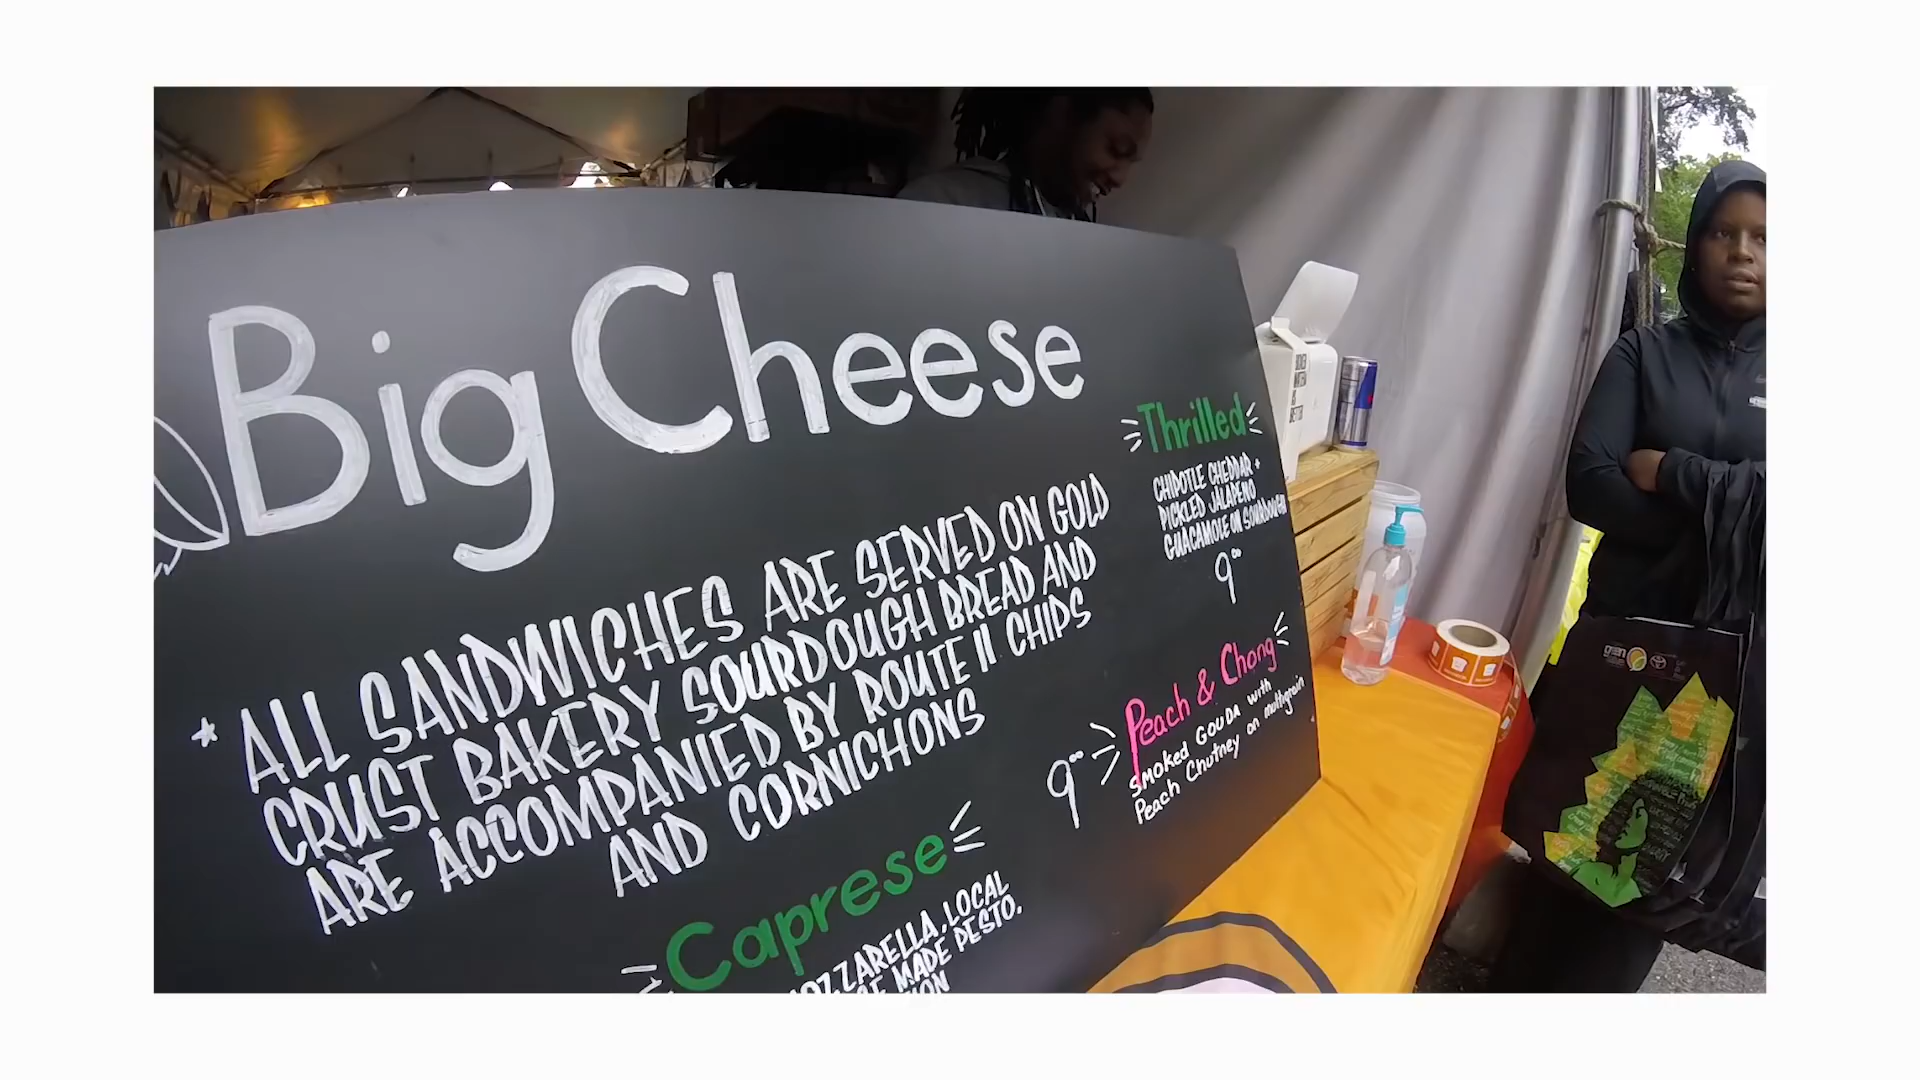 Big Cheese
* ALL SANDWICHES ARE SERVED ON GOLD
CRUST BAKERY SOURDOUGH BREAD AND
ARE ACCOMPANIED BY ROUTE 11 CHIPS
AND CORNICHONS
Thrilled
CHIPOTLE CHEDDAR +
PICKLED JALAPENO
GUACAMOLE ON SOURDOUGH
9⁰⁰
Peach & Chong
Smoked GOUDA with
Peach Chutney on multigrain
9⁰⁰
Caprese
LOCAL
MADE PESTO.